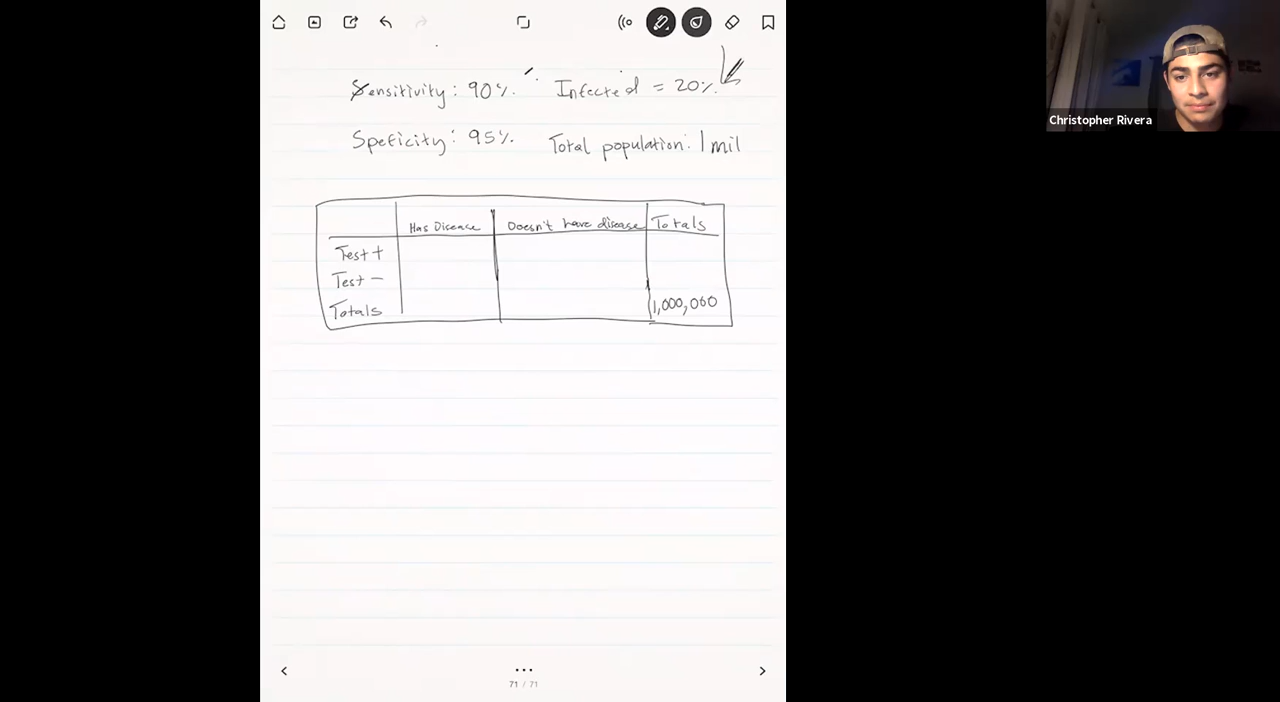 Sensitivity: 90% Infected = 20%
Speficity: 95% Total population: 1 mil
Has Disease Doesn't have disease Totals
Test +
Test -
Totals 1,000,000
Christopher Rivera
71 / 71